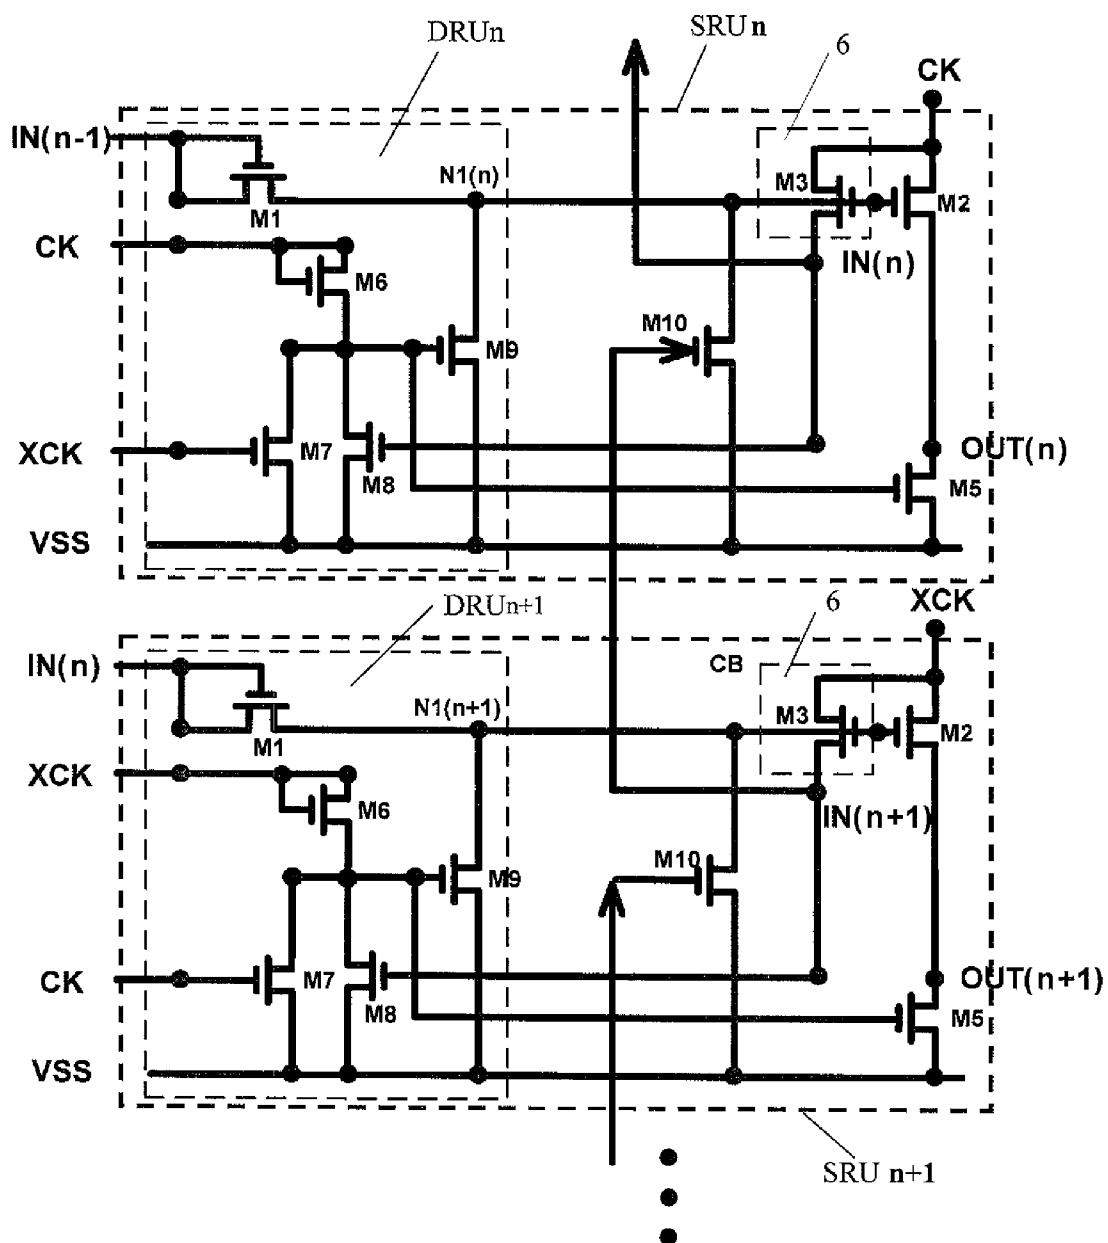 DRUn
SRU n
6
CK
IN(n-1)
N1(n)
M3
M1
M2
CK
IN(n)
M6
M10
M9
M7
XCK
OUT(n)
M8
M5
VSS
DRUn+1
6
XCK
IN(n)
CB
N1(n+1)
M3
M1
M2
XCK
M6
IN(n+1)
M10
M9
M7
CK
OUT(n+1)
M8
M5
VSS
SRU n+1